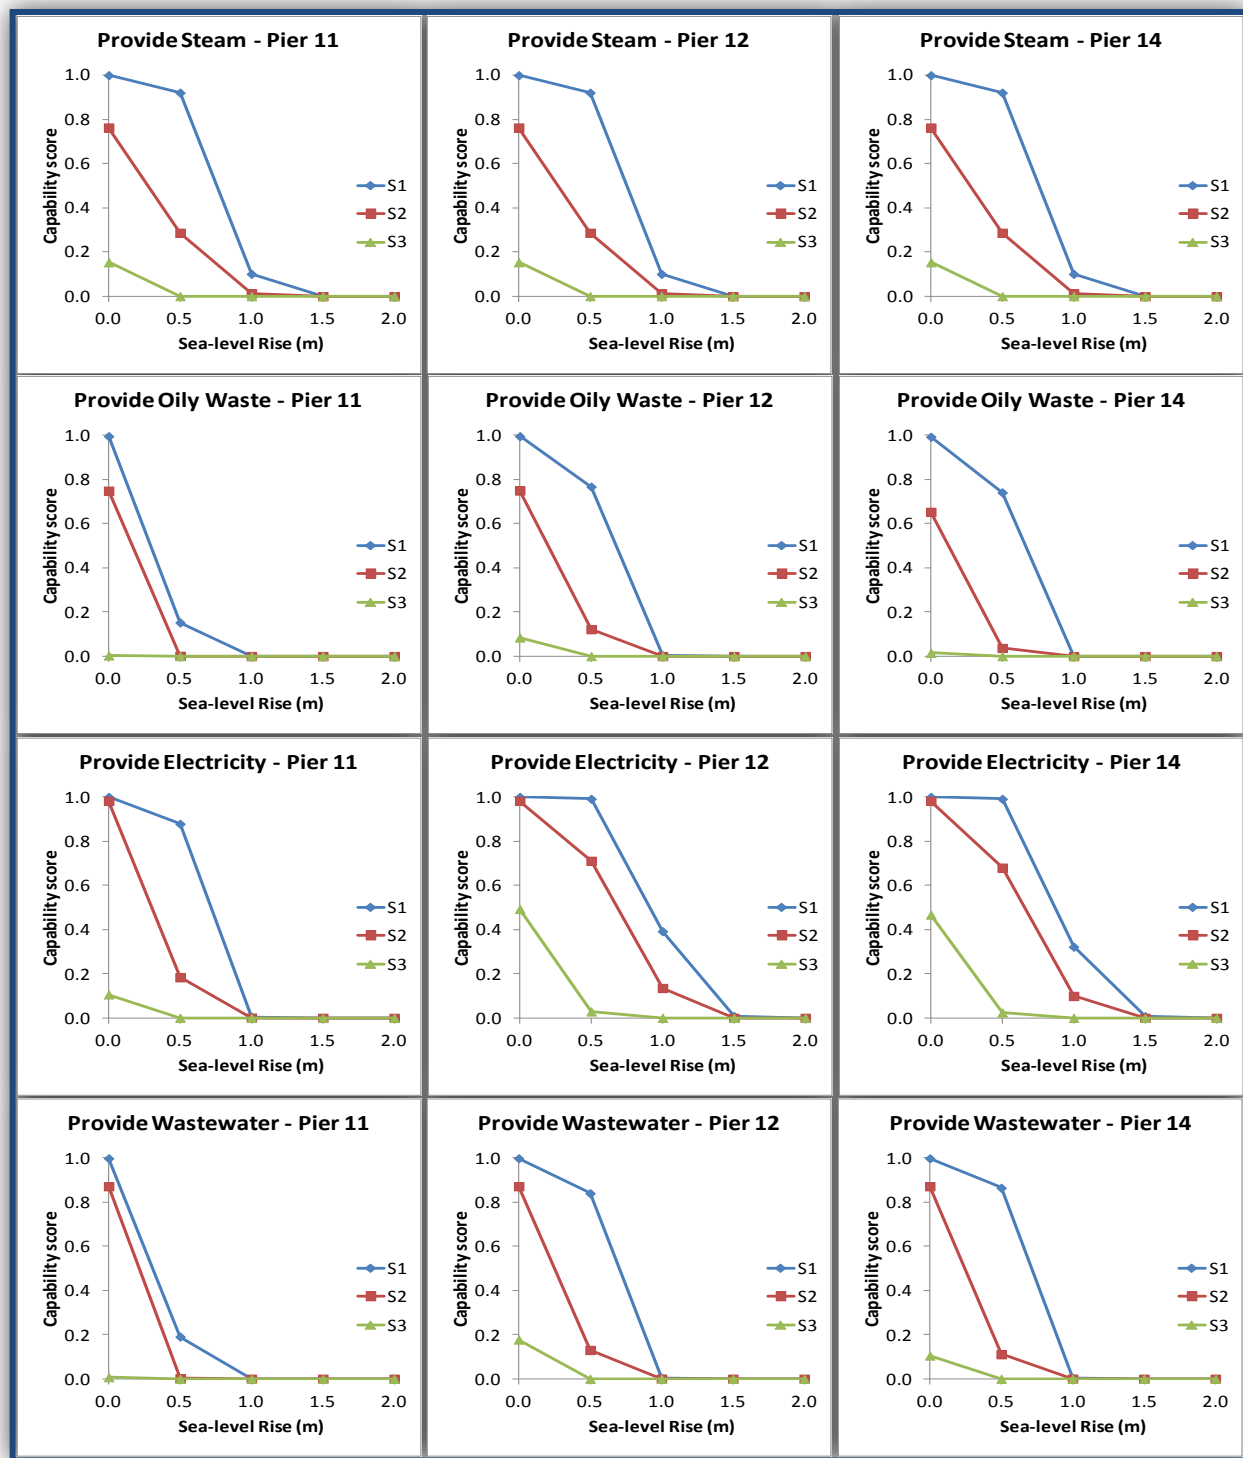 Provide Steam - Pier 11
1.0
0.8
0.6
0.4
0.2
0.0
Capability score
S1
S2
S3
0.0 0.5 1.0 1.5 2.0
Sea-level Rise (m)
Provide Steam - Pier 12
1.0
0.8
0.6
0.4
0.2
0.0
Capability score
S1
S2
S3
0.0 0.5 1.0 1.5 2.0
Sea-level Rise (m)
Provide Steam - Pier 14
1.0
0.8
0.6
0.4
0.2
0.0
Capability score
S1
S2
S3
0.0 0.5 1.0 1.5 2.0
Sea-level Rise (m)
Provide Oily Waste - Pier 11
1.0
0.8
0.6
0.4
0.2
0.0
Capability score
S1
S2
S3
0.0 0.5 1.0 1.5 2.0
Sea-level Rise (m)
Provide Oily Waste - Pier 12
1.0
0.8
0.6
0.4
0.2
0.0
Capability score
S1
S2
S3
0.0 0.5 1.0 1.5 2.0
Sea-level Rise (m)
Provide Oily Waste - Pier 14
1.0
0.8
0.6
0.4
0.2
0.0
Capability score
S1
S2
S3
0.0 0.5 1.0 1.5 2.0
Sea-level Rise (m)
Provide Electricity - Pier 11
1.0
0.8
0.6
0.4
0.2
0.0
Capability score
S1
S2
S3
0.0 0.5 1.0 1.5 2.0
Sea-level Rise (m)
Provide Electricity - Pier 12
1.0
0.8
0.6
0.4
0.2
0.0
Capability score
S1
S2
S3
0.0 0.5 1.0 1.5 2.0
Sea-level Rise (m)
Provide Electricity - Pier 14
1.0
0.8
0.6
0.4
0.2
0.0
Capability score
S1
S2
S3
0.0 0.5 1.0 1.5 2.0
Sea-level Rise (m)
Provide Wastewater - Pier 11
1.0
0.8
0.6
0.4
0.2
0.0
Capability score
S1
S2
S3
0.0 0.5 1.0 1.5 2.0
Sea-level Rise (m)
Provide Wastewater - Pier 12
1.0
0.8
0.6
0.4
0.2
0.0
Capability score
S1
S2
S3
0.0 0.5 1.0 1.5 2.0
Sea-level Rise (m)
Provide Wastewater - Pier 14
1.0
0.8
0.6
0.4
0.2
0.0
Capability score
S1
S2
S3
0.0 0.5 1.0 1.5 2.0
Sea-level Rise (m)